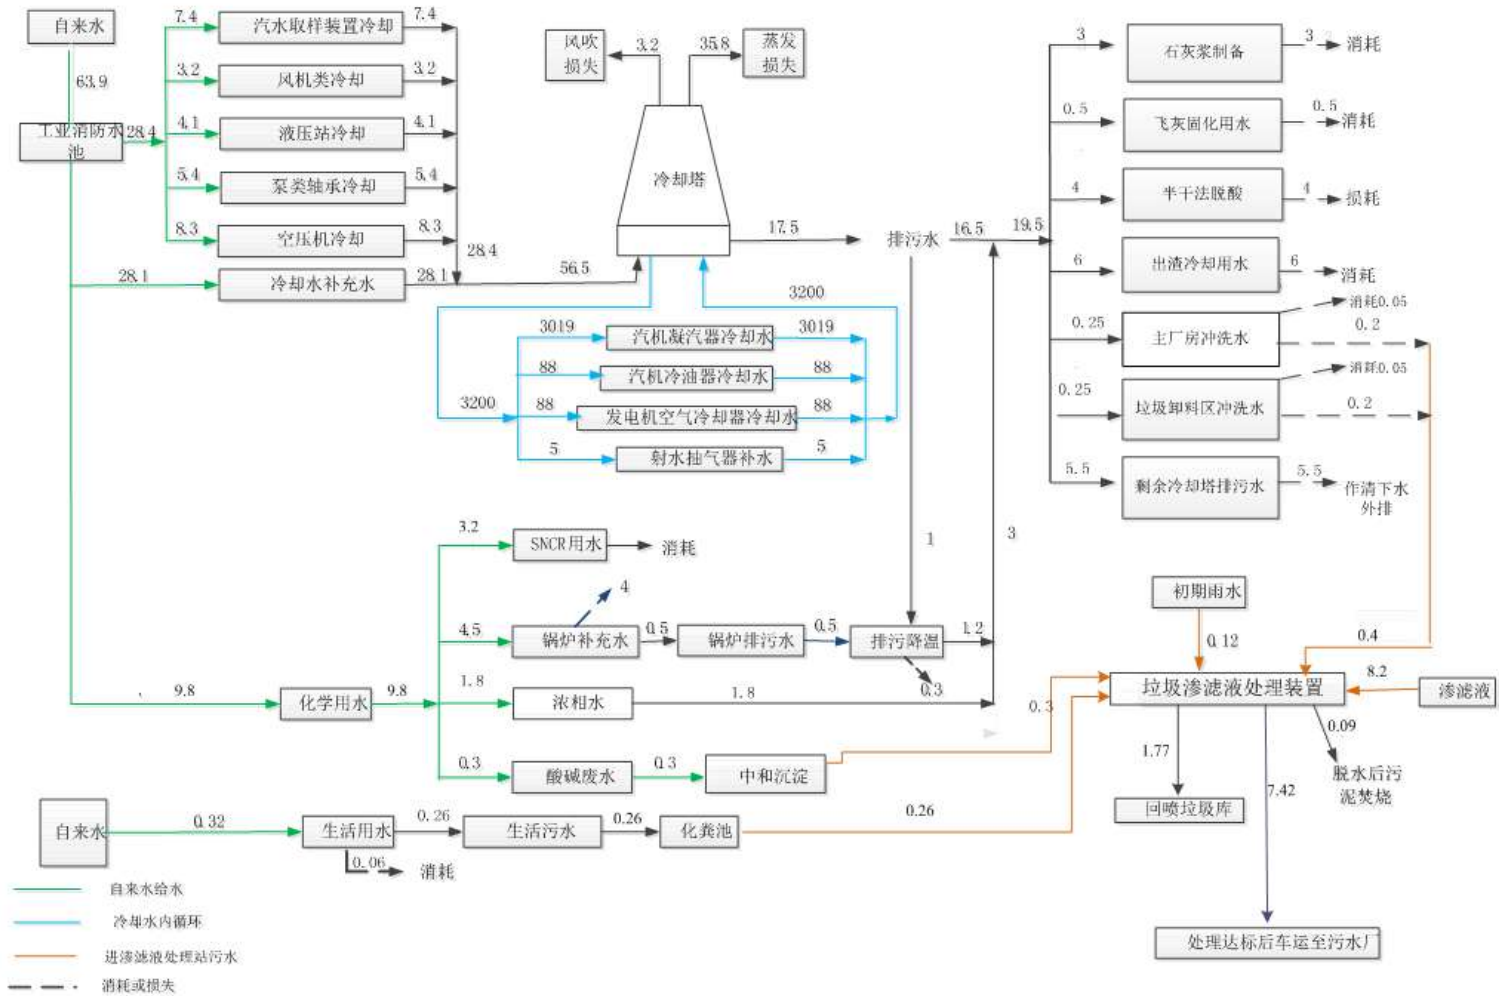 自来水
63.9
工业消防水
池
28.4
7.4
汽水取样装置冷却
7.4
3.2
风机类冷却
3.2
4.1
液压站冷却
4.1
5.4
泵类轴承冷却
5.4
8.3
空压机冷却
8.3
28.4
28.1
冷却水补充水
28.1
56.5
风吹
损失
3.2
35.8
蒸发
损失
冷却塔
17.5
排污水
16.5
19.5
3200
3019
汽机凝汽器冷却水
3019
88
汽机冷油器冷却水
88
3200
88
发电机空气冷却器冷却水
88
5
射水抽气器补水
5
3
石灰浆制备
3
消耗
0.5
飞灰固化用水
0.5
消耗
4
半干法脱酸
4
损耗
6
出渣冷却用水
6
消耗
0.25
主厂房冲洗水
消耗0.05
0.2
0.25
垃圾卸料区冲洗水
消耗0.05
0.2
5.5
剩余冷却塔排污水
5.5
作清下水
外排
3.2
SNCR用水
消耗
1
3
4
4.5
锅炉补充水
0.5
锅炉排污水
0.5
排污降温
1.2
0.3
9.8
化学用水
9.8
1.8
浓相水
1.8
0.3
酸碱废水
0.3
中和沉淀
0.3
初期雨水
0.12
0.4
垃圾渗滤液处理装置
8.2
渗滤液
1.77
回喷垃圾库
7.42
0.09
脱水后污
泥焚烧
处理达标后车运至污水厂
自来水
0.32
生活用水
0.26
生活污水
0.26
化粪池
0.26
0.06
消耗
自来水给水
冷却水内循环
进渗滤液处理站污水
消耗或损失